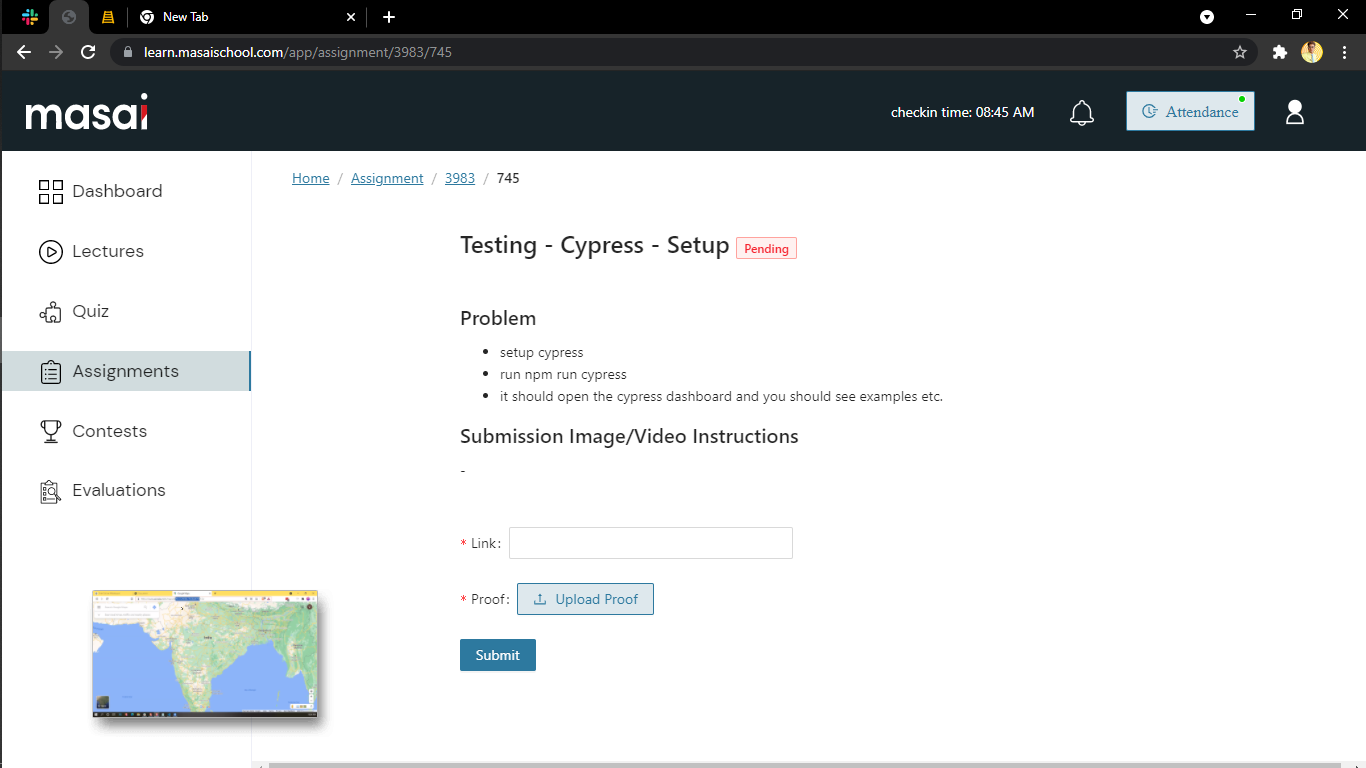 New Tab
learn.masaischool.com/app/assignment/3983/745
masai
checkin time: 08:45 AM
Attendance
Dashboard
Lectures
Quiz
Assignments
Contests
Evaluations
Home / Assignment / 3983 / 745
Testing - Cypress - Setup Pending
Problem
setup cypress
run npm run cypress
it should open the cypress dashboard and you should see examples etc.
Submission Image/Video Instructions
-
* Link:
* Proof: Upload Proof
Submit